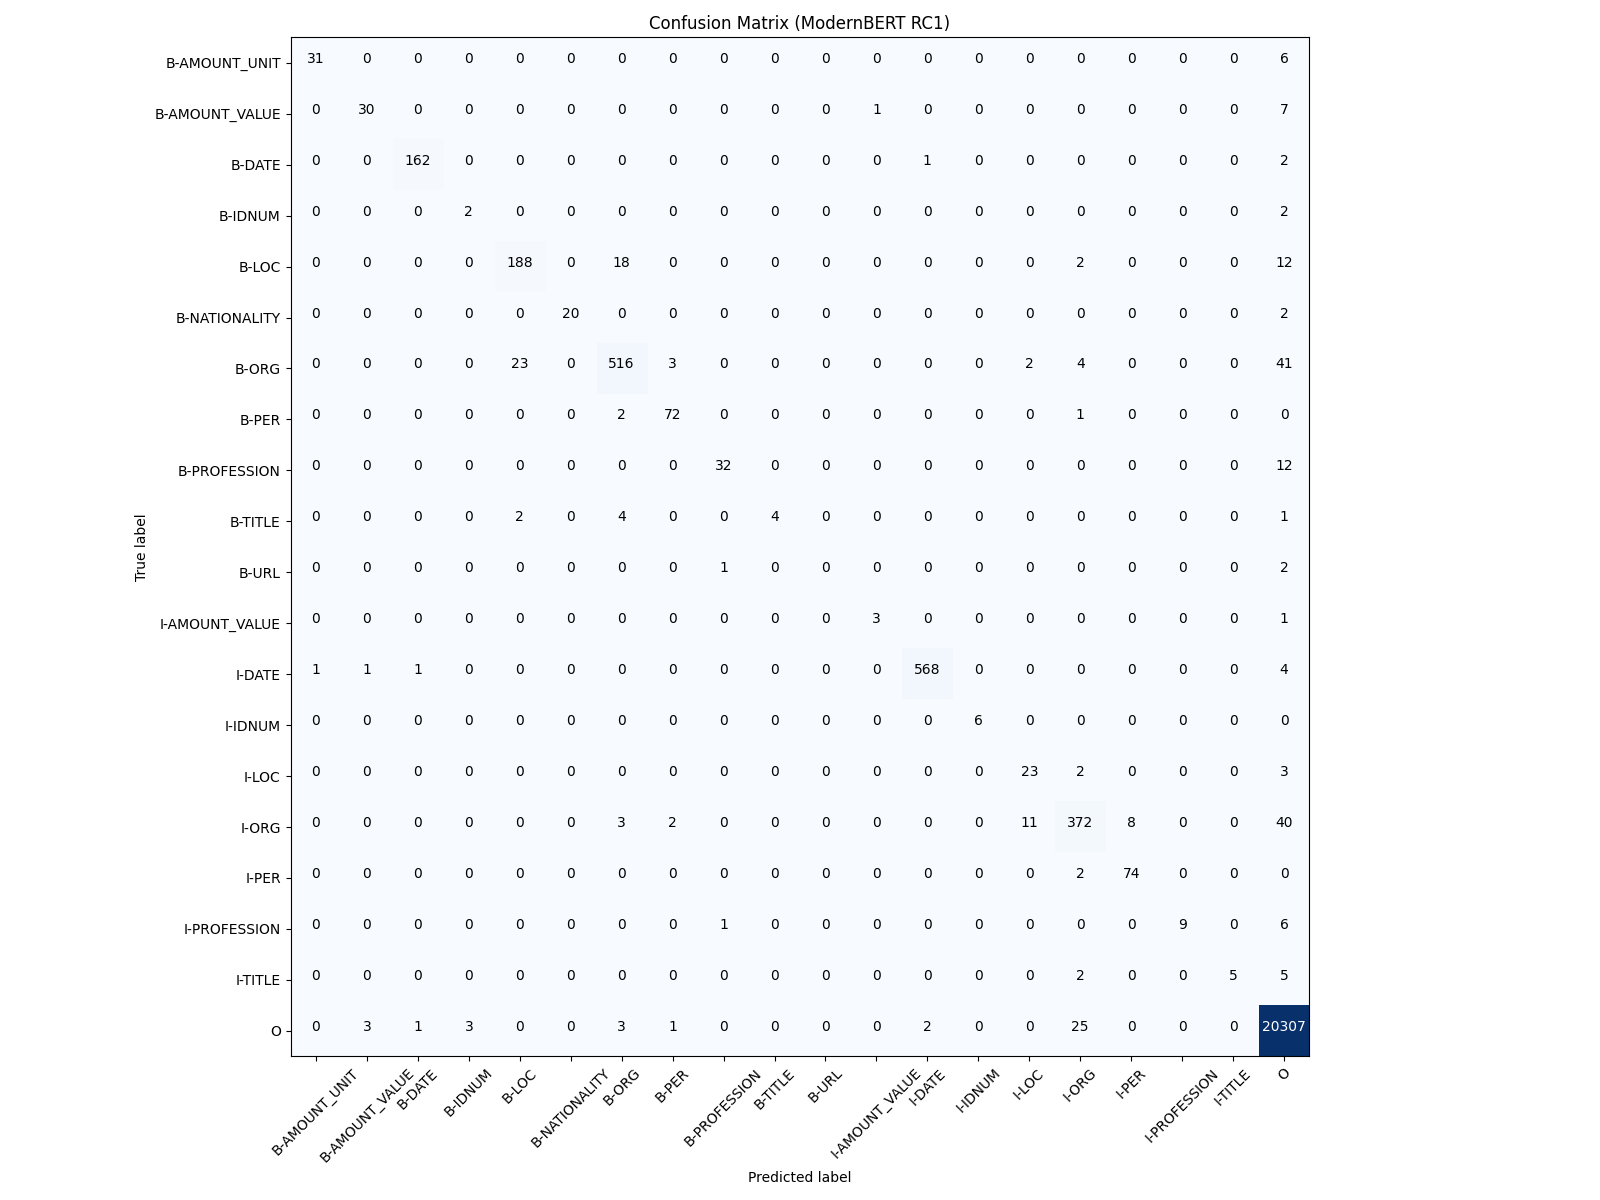 Confusion Matrix (ModernBERT RC1)
B-AMOUNT_UNIT 31 0 0 0 0 0 0 0 0 0 0 0 0 0 0 0 0 0 0 6
B-AMOUNT_VALUE 0 30 0 0 0 0 0 0 0 0 0 1 0 0 0 0 0 0 0 7
B-DATE 0 0 162 0 0 0 0 0 0 0 0 0 1 0 0 0 0 0 0 2
B-IDNUM 0 0 0 2 0 0 0 0 0 0 0 0 0 0 0 0 0 0 0 2
B-LOC 0 0 0 0 188 0 18 0 0 0 0 0 0 0 0 2 0 0 0 12
B-NATIONALITY 0 0 0 0 0 20 0 0 0 0 0 0 0 0 0 0 0 0 0 2
B-ORG 0 0 0 0 23 0 516 3 0 0 0 0 0 0 2 4 0 0 0 41
B-PER 0 0 0 0 0 0 2 72 0 0 0 0 0 0 0 1 0 0 0 0
B-PROFESSION 0 0 0 0 0 0 0 0 32 0 0 0 0 0 0 0 0 0 0 12
B-TITLE 0 0 0 0 2 0 4 0 0 4 0 0 0 0 0 0 0 0 0 1
B-URL 0 0 0 0 0 0 0 0 1 0 0 0 0 0 0 0 0 0 0 2
I-AMOUNT_VALUE 0 0 0 0 0 0 0 0 0 0 0 3 0 0 0 0 0 0 0 1
I-DATE 1 1 1 0 0 0 0 0 0 0 0 0 568 0 0 0 0 0 0 4
I-IDNUM 0 0 0 0 0 0 0 0 0 0 0 0 0 6 0 0 0 0 0 0
I-LOC 0 0 0 0 0 0 0 0 0 0 0 0 0 0 23 2 0 0 0 3
I-ORG 0 0 0 0 0 0 3 2 0 0 0 0 0 0 11 372 8 0 0 40
I-PER 0 0 0 0 0 0 0 0 0 0 0 0 0 0 0 2 74 0 0 0
I-PROFESSION 0 0 0 0 0 0 0 0 1 0 0 0 0 0 0 0 0 9 0 6
I-TITLE 0 0 0 0 0 0 0 0 0 0 0 0 0 0 0 2 0 0 5 5
O 0 3 1 3 0 0 3 1 0 0 0 0 2 0 0 25 0 0 0 20307
True label
B-AMOUNT_UNIT
B-AMOUNT_VALUE
B-DATE
B-IDNUM
B-LOC
B-NATIONALITY
B-ORG
B-PER
B-PROFESSION
B-TITLE
B-URL
I-AMOUNT_VALUE
I-DATE
I-IDNUM
I-LOC
I-ORG
I-PER
I-PROFESSION
I-TITLE
O
Predicted label